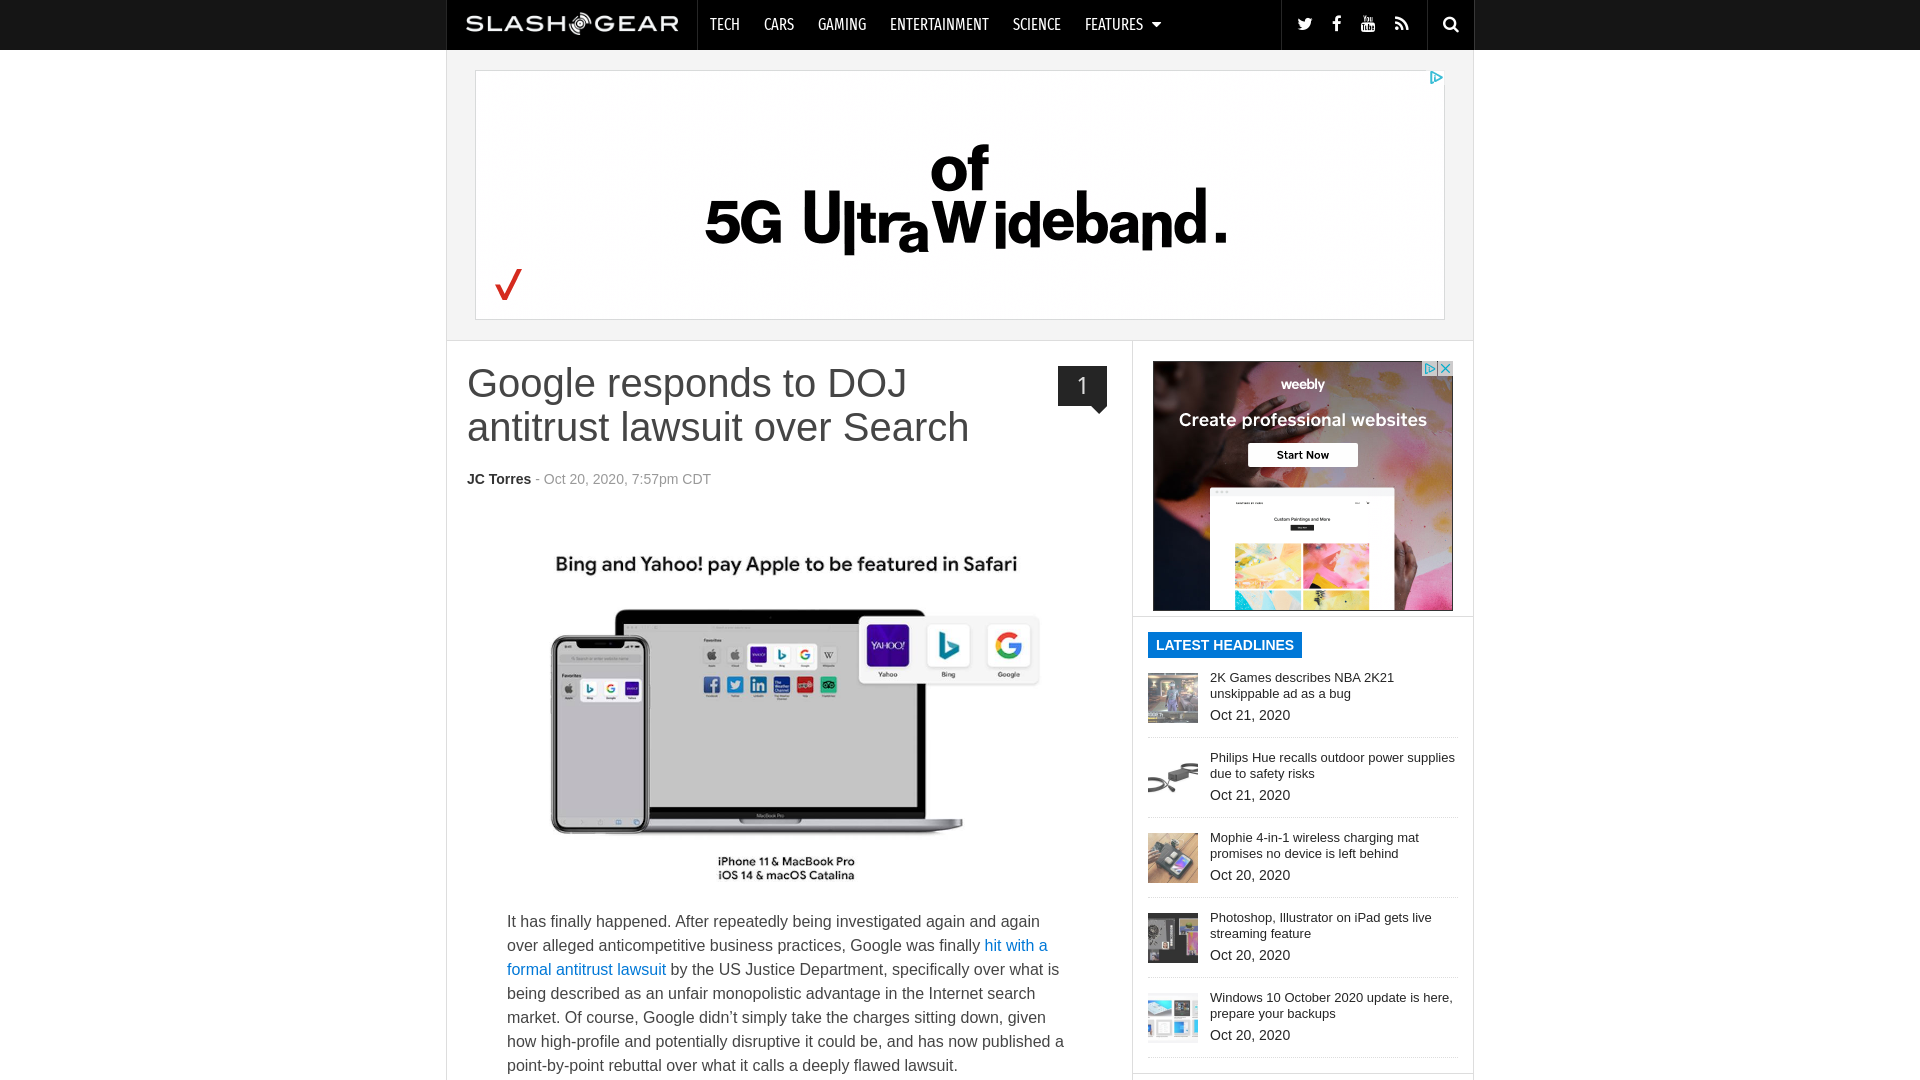 SLASHGEAR TECH CARS GAMING ENTERTAINMENT SCIENCE FEATURES
of
5G UltraWideband.
Google responds to DOJ
antitrust lawsuit over Search
1
JC Torres - Oct 20, 2020, 7:57pm CDT
Bing and Yahoo! pay Apple to be featured in Safari
Favorites
YAHOO!
Yahoo
Bing
Google
Favorites
MacBook Pro
iPhone 11 & MacBook Pro
iOS 14 & macOS Catalina
It has finally happened. After repeatedly being investigated again and again
over alleged anticompetitive business practices, Google was finally hit with a
formal antitrust lawsuit by the US Justice Department, specifically over what is
being described as an unfair monopolistic advantage in the Internet search
market. Of course, Google didn’t simply take the charges sitting down, given
how high-profile and potentially disruptive it could be, and has now published a
point-by-point rebuttal over what it calls a deeply flawed lawsuit.
weebly
Create professional websites
Start Now
Custom Paintings and More
LATEST HEADLINES
2K Games describes NBA 2K21
unskippable ad as a bug
Oct 21, 2020
Philips Hue recalls outdoor power supplies
due to safety risks
Oct 21, 2020
Mophie 4-in-1 wireless charging mat
promises no device is left behind
Oct 20, 2020
Photoshop, Illustrator on iPad gets live
streaming feature
Oct 20, 2020
Windows 10 October 2020 update is here,
prepare your backups
Oct 20, 2020